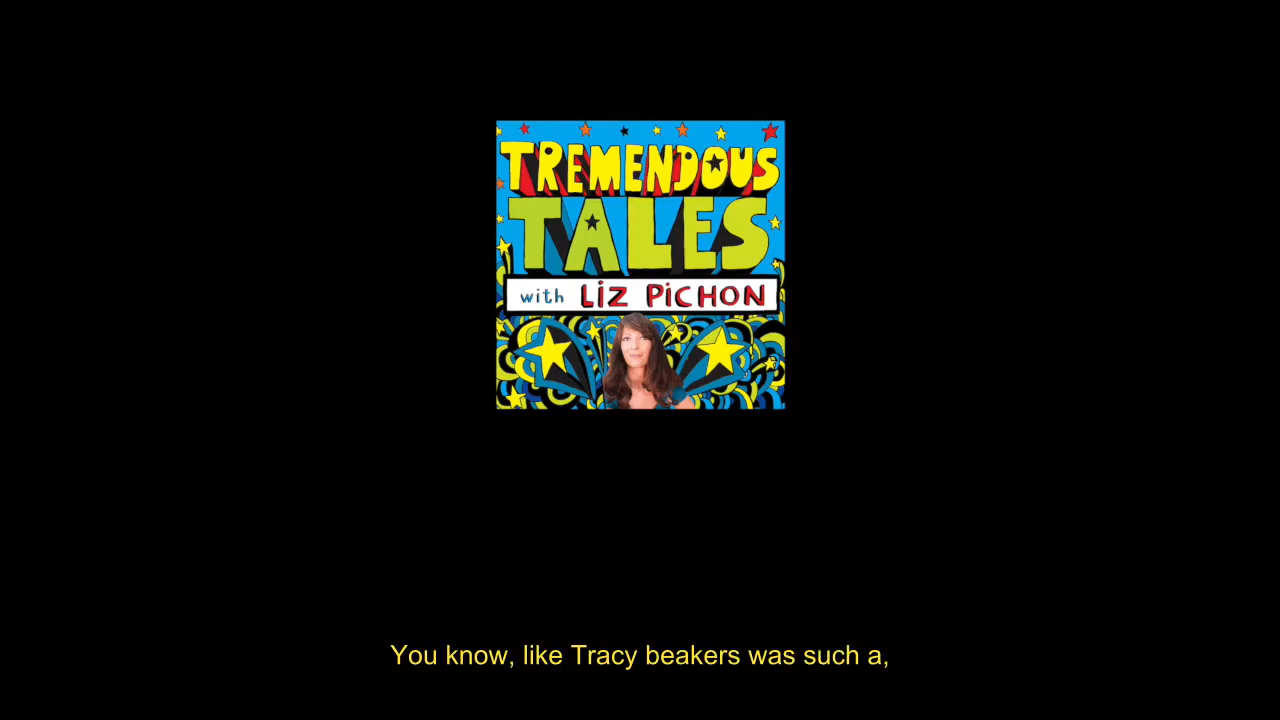 TREMENDOUS
TALES
with LiZ PiCHON
You know, like Tracy beakers was such a,